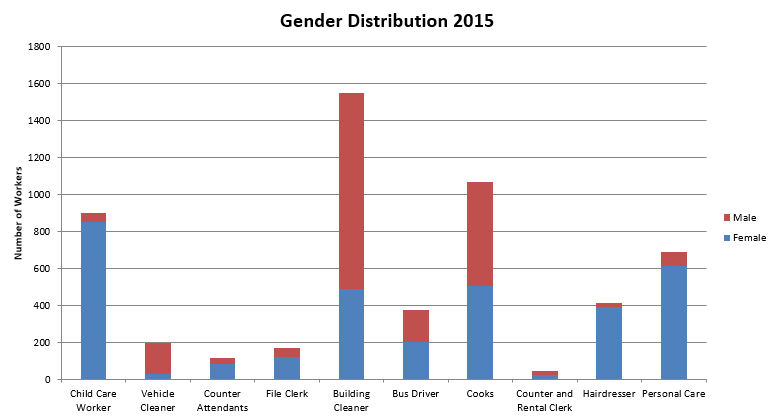 Gender Distribution 2015
Number of Workers
1800
1600
1400
1200
1000
800
600
400
200
0
Child Care
Worker
Vehicle
Cleaner
Counter
Attendants
File Clerk
Building
Cleaner
Bus Driver
Cooks
Counter and
Rental Clerk
Hairdresser
Personal Care
Male
Female